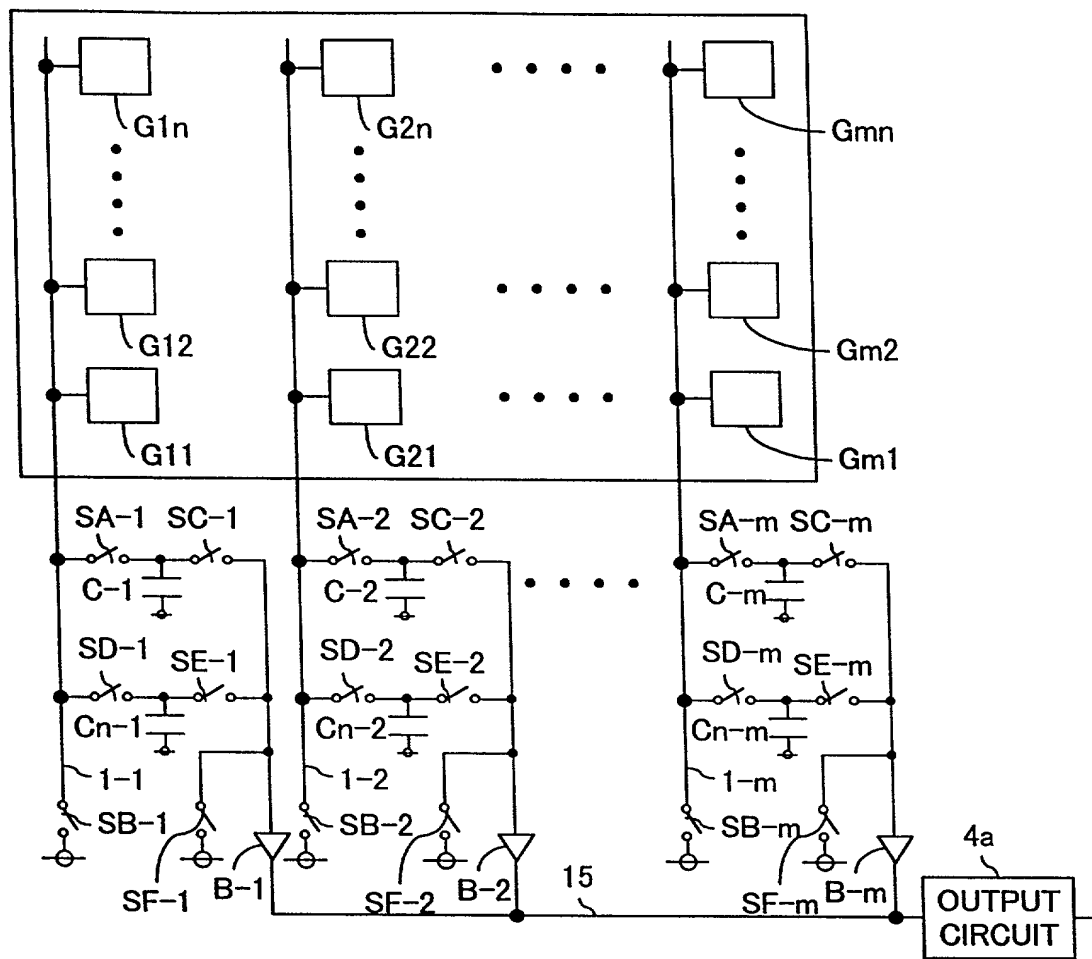 G1n G2n Gmn
G12 G22 Gm2
G11 G21 Gm1
SA-1 SC-1 SA-2 SC-2 SA-m SC-m
C-1 C-2 C-m
SD-1 SE-1 SD-2 SE-2 SD-m SE-m
Cn-1 Cn-2 Cn-m
1-1 1-2 1-m
SB-1 SB-2 SB-m
4a
B-1 B-2 15 B-m
SF-1 SF-2 SF-m
OUTPUT
CIRCUIT